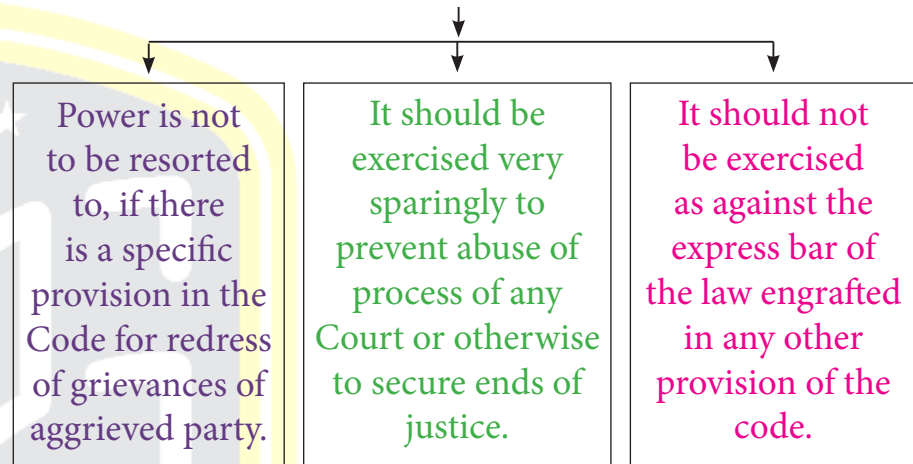 Power is not
to be resorted
to, if there
is a specific
provision in the
Code for redress
of grievances of
aggrieved party.
It should be
exercised very
sparingly to
prevent abuse of
process of any
Court or otherwise
to secure ends of
justice.
It should not
be exercised
as against the
express bar of
the law engrafted
in any other
provision of the
code.